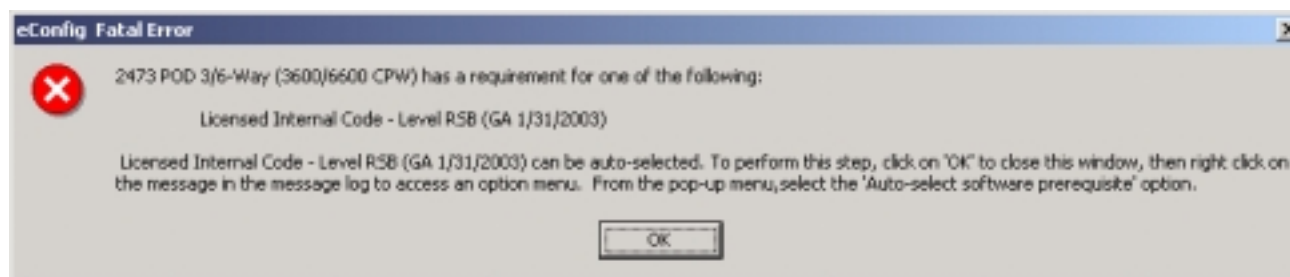 eConfig Fatal Error
2473 POD 3/6-Way (3600/6600 CPW) has a requirement for one of the following:
Licensed Internal Code - Level RSB (GA 1/31/2003)
Licensed Internal Code - Level RSB (GA 1/31/2003) can be auto-selected. To perform this step, click on 'OK' to close this window, then right click on
the message in the message log to access an option menu. From the pop-up menu,select the 'Auto-select software prerequisite' option.
OK